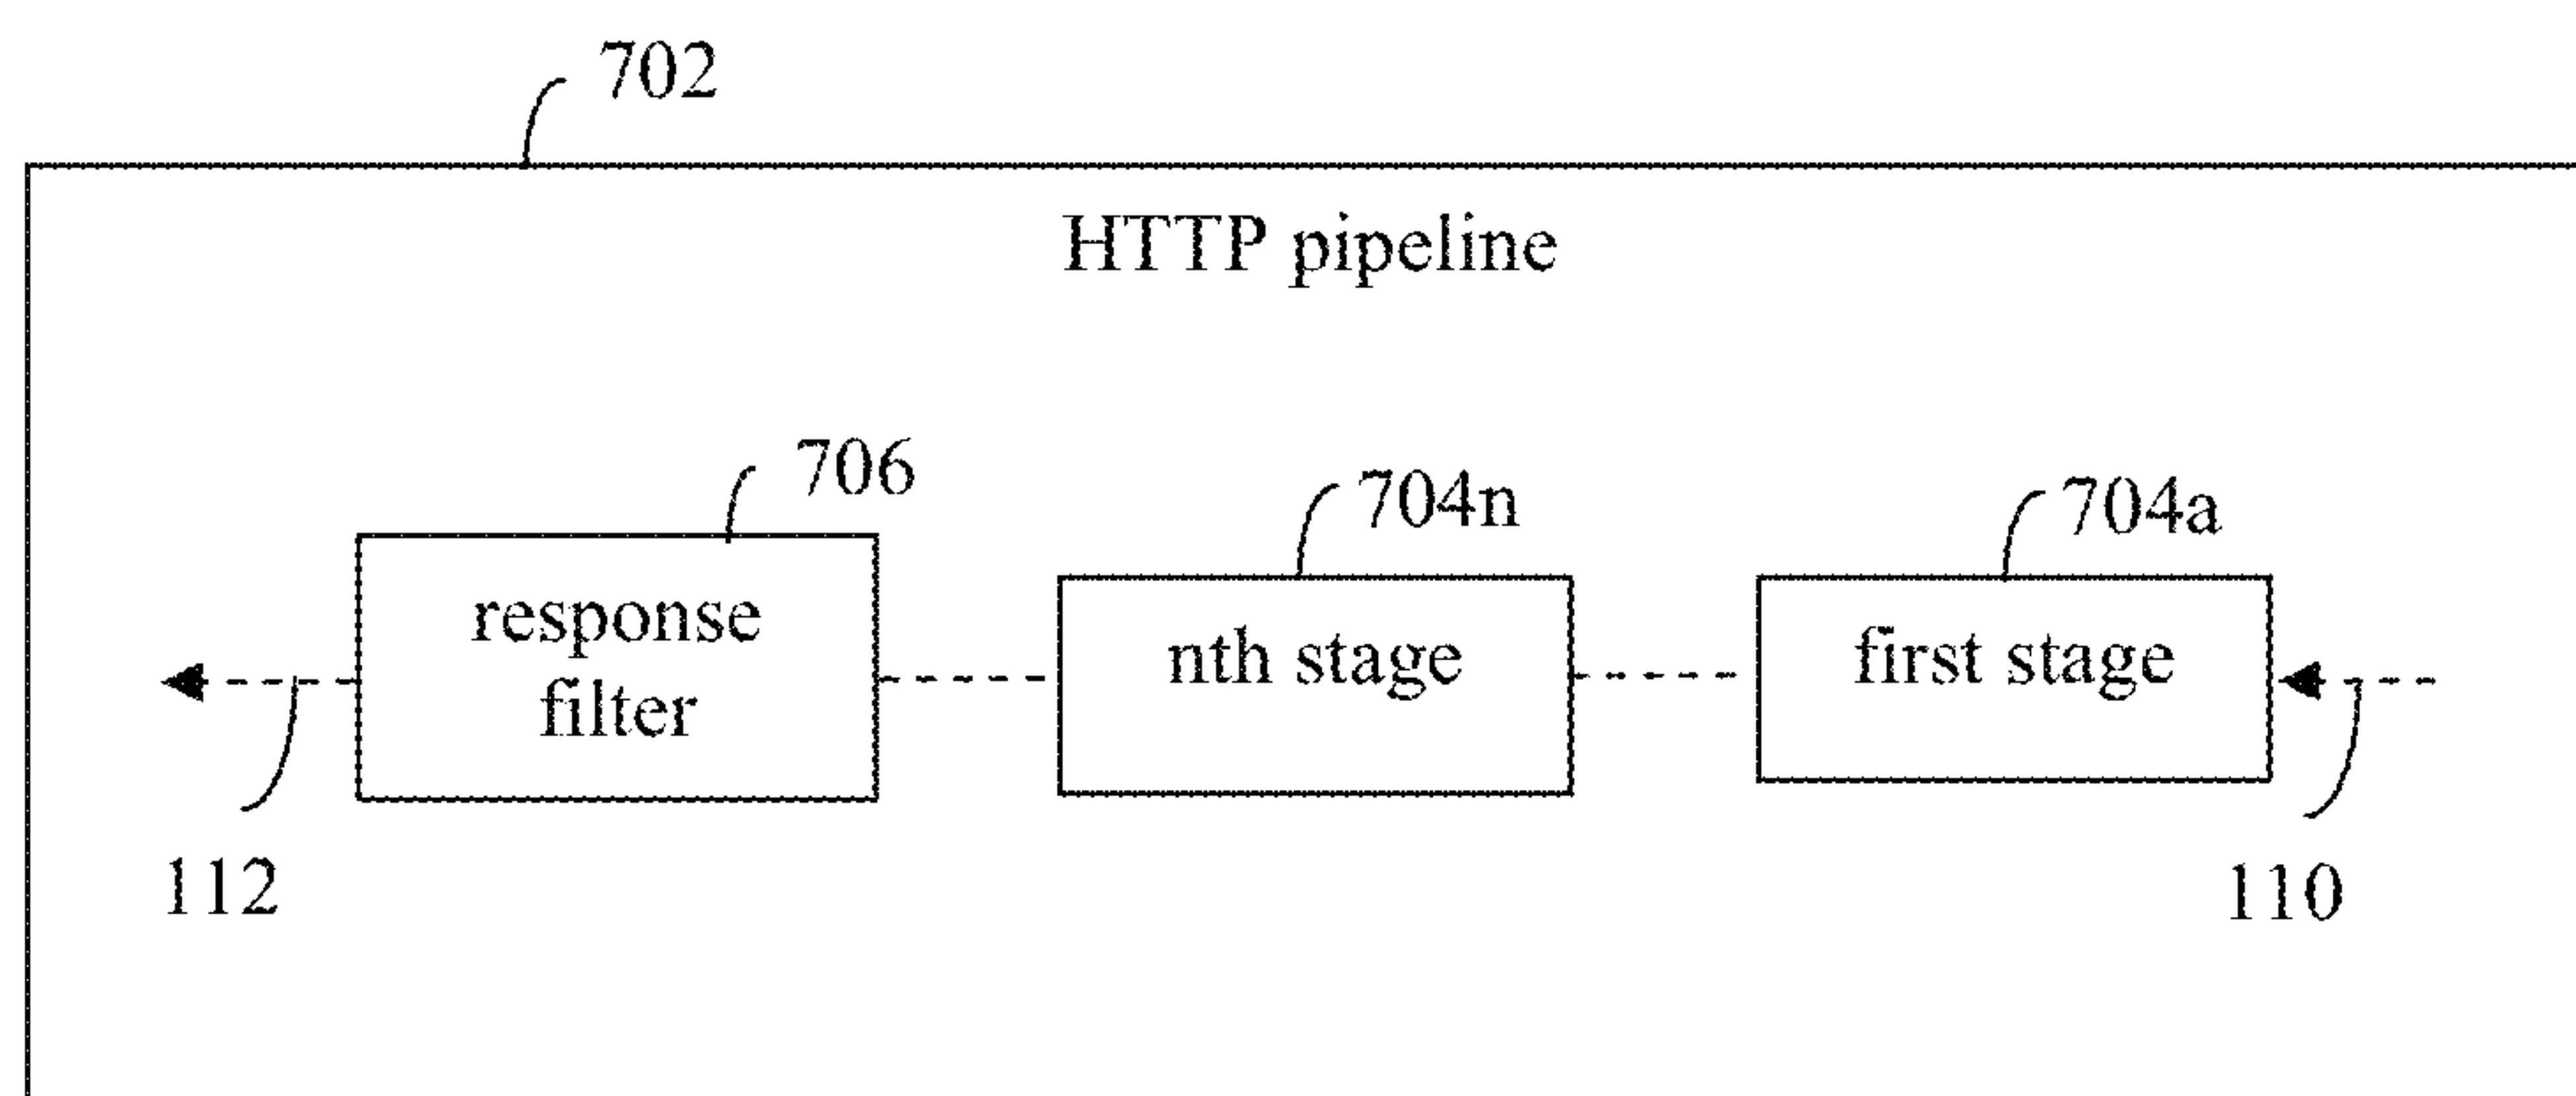 702
HTTP pipeline
706
704n
704a
response
filter
nth stage
first stage
112
110